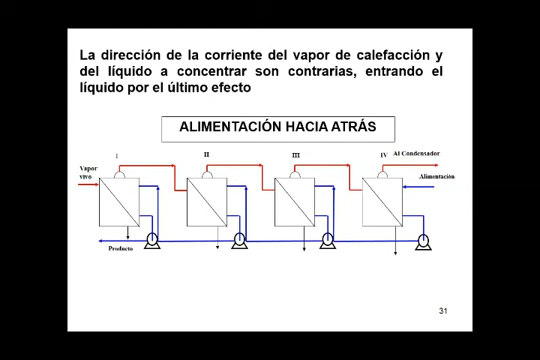 La dirección de la corriente del vapor de calefacción y
del líquido a concentrar son contrarias, entrando el
líquido por el último efecto
ALIMENTACIÓN HACIA ATRÁS
I
II
III
IV
Al Condensador
Vapor
vivo
Alimentación
Producto
31